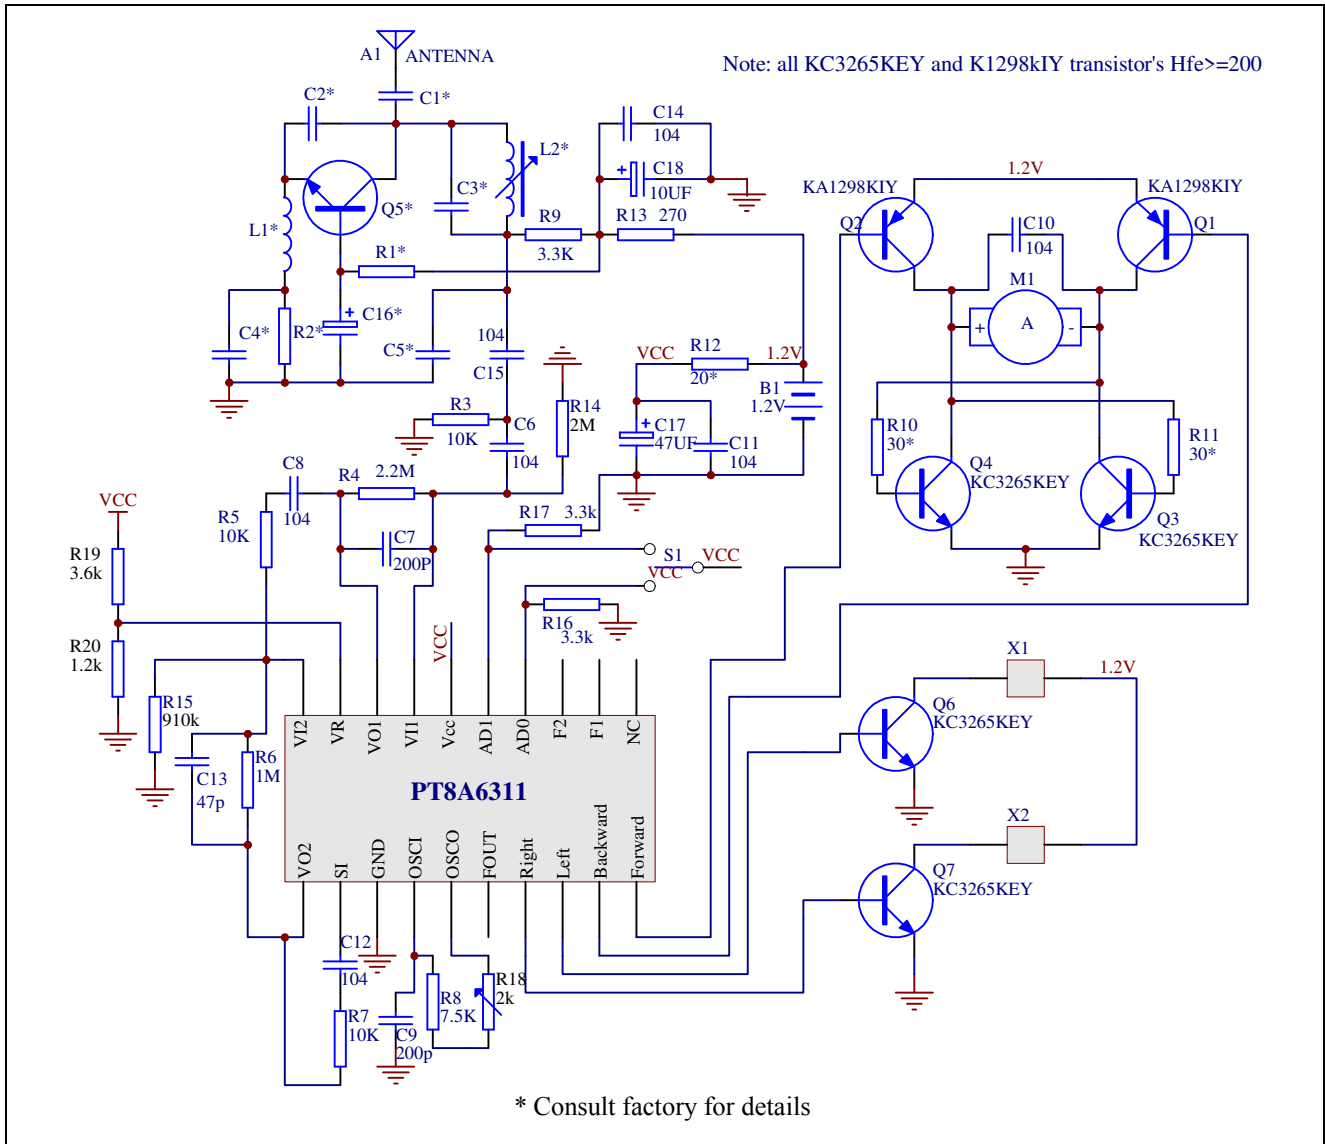 A1
ANTENNA
Note: all KC3265KEY and K1298kIY transistor's Hfe>=200
C2*
C1*
C14
104
L2*
C18
10UF
1.2V
KA1298KIY
KA1298KIY
C3*
Q5*
L1*
R9
3.3K
R13
270
Q2
C10
104
Q1
R1*
M1
+
A
-
C4*
R2*
C16*
C5*
104
C15
VCC
R12
20*
1.2V
B1
1.2V
R3
10K
C6
104
R14
2M
C17
47UF
C11
104
R10
30*
R11
30*
Q4
KC3265KEY
Q3
KC3265KEY
C8
104
R4
2.2M
VCC
R5
10K
C7
200P
R17
3.3k
S1
VCC
VCC
R19
3.6k
R16
3.3k
R20
1.2k
VCC
X1
1.2V
R15
910k
VI2
VR
VO1
VI1
Vcc
AD1
AD0
F2
F1
NC
Q6
KC3265KEY
C13
47p
R6
1M
PT8A6311
X2
VO2
SI
GND
OSCI
OSCO
FOUT
Right
Left
Backward
Forward
Q7
KC3265KEY
C12
104
R8
7.5K
R18
2k
R7
10K
C9
200p
* Consult factory for details